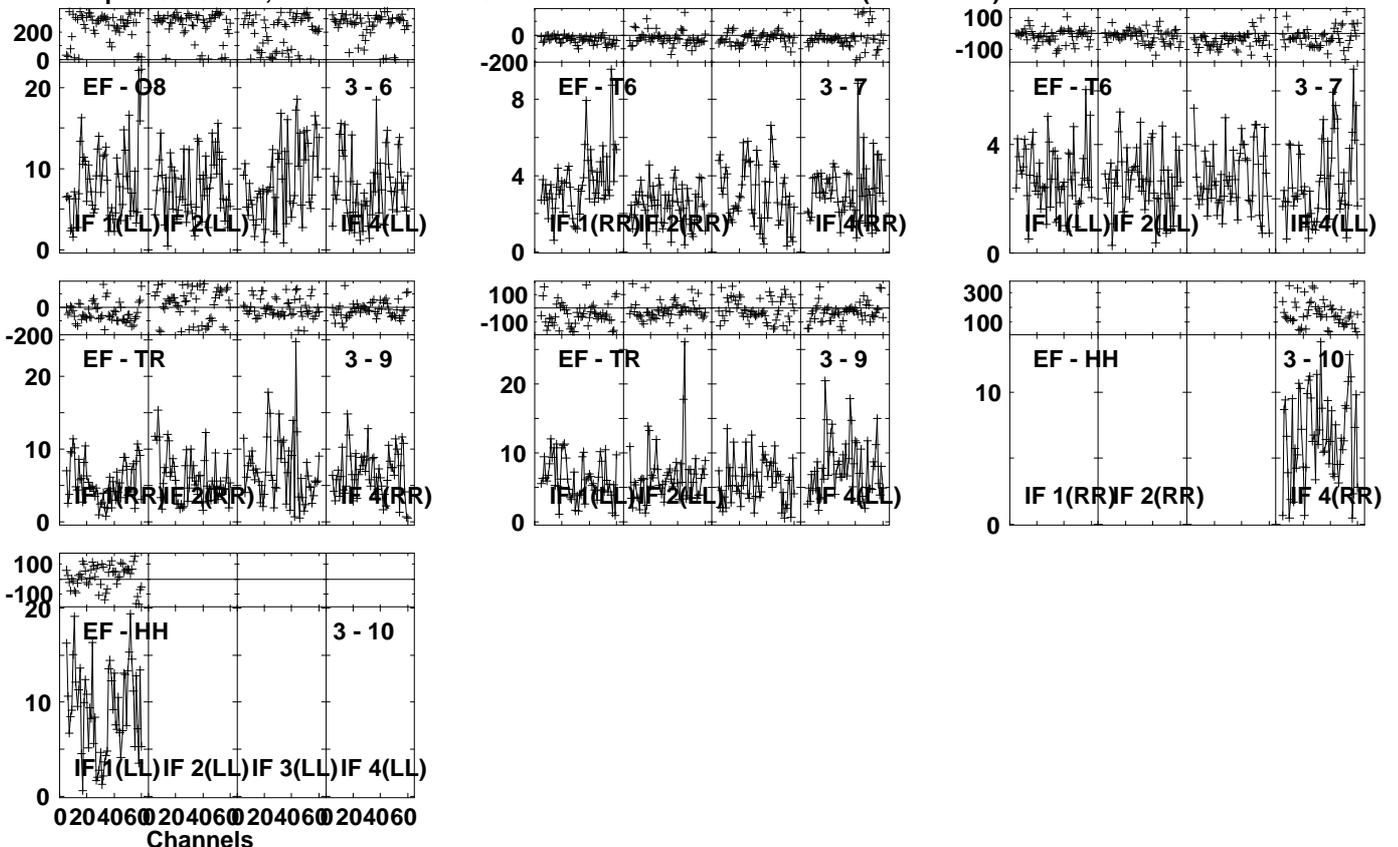 200
0
EF - O8 3 - 6
20
10
0
IF 1(LL) IF 2(LL) IF 4(LL)
0
-200
EF - T6 3 - 7
8
4
0
IF 1(RR) IF 2(RR) IF 4(RR)
100
-100
EF - T6 3 - 7
4
0
IF 1(LL) IF 2(LL) IF 4(LL)
0
-200
EF - TR 3 - 9
20
10
0
IF 1(RR) IF 2(RR) IF 4(RR)
100
-100
EF - TR 3 - 9
20
10
0
IF 1(LL) IF 2(LL) IF 4(LL)
300
100
EF - HH 3 - 10
10
0
IF 1(RR) IF 2(RR) IF 4(RR)
100
-100
20
EF - HH 3 - 10
10
0
IF 1(LL) IF 2(LL) IF 3(LL) IF 4(LL)
0 20 40 60 0 20 40 60 0 20 40 60 0 20 40 60
Channels